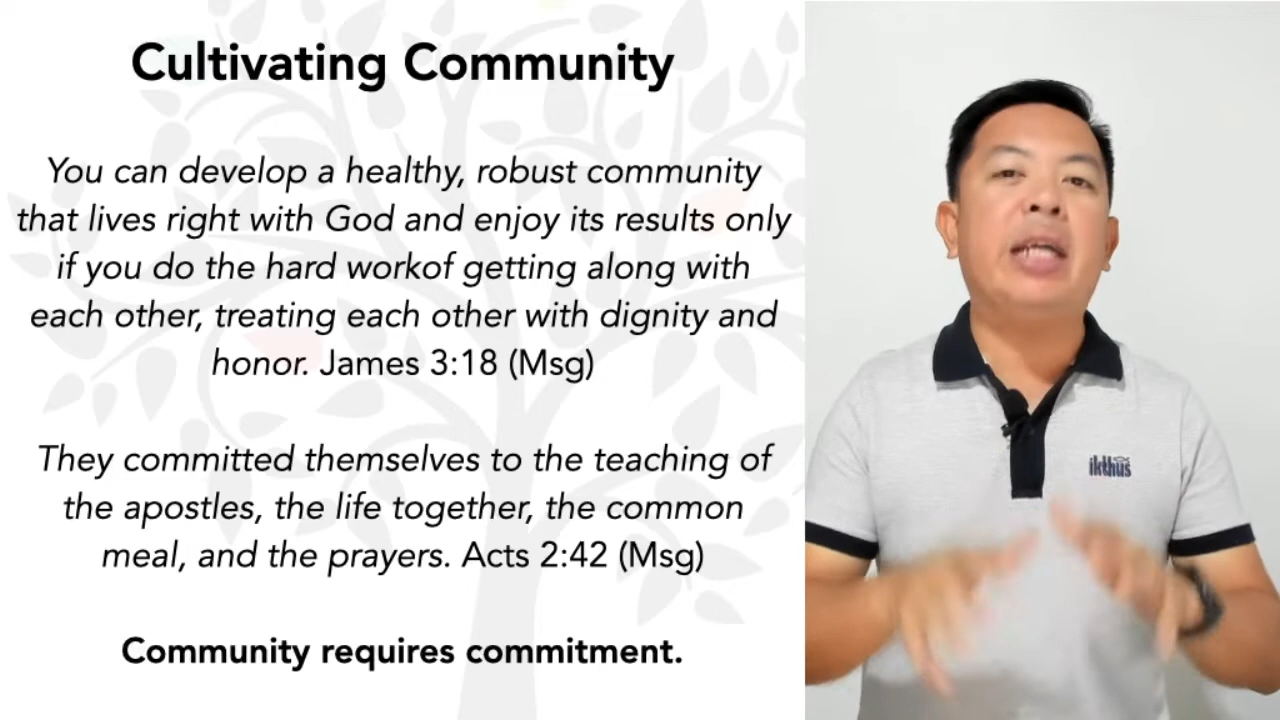 Cultivating Community
You can develop a healthy, robust community
that lives right with God and enjoy its results only
if you do the hard workof getting along with
each other, treating each other with dignity and
honor. James 3:18 (Msg)
They committed themselves to the teaching of
the apostles, the life together, the common
meal, and the prayers. Acts 2:42 (Msg)
Community requires commitment.
ikthus